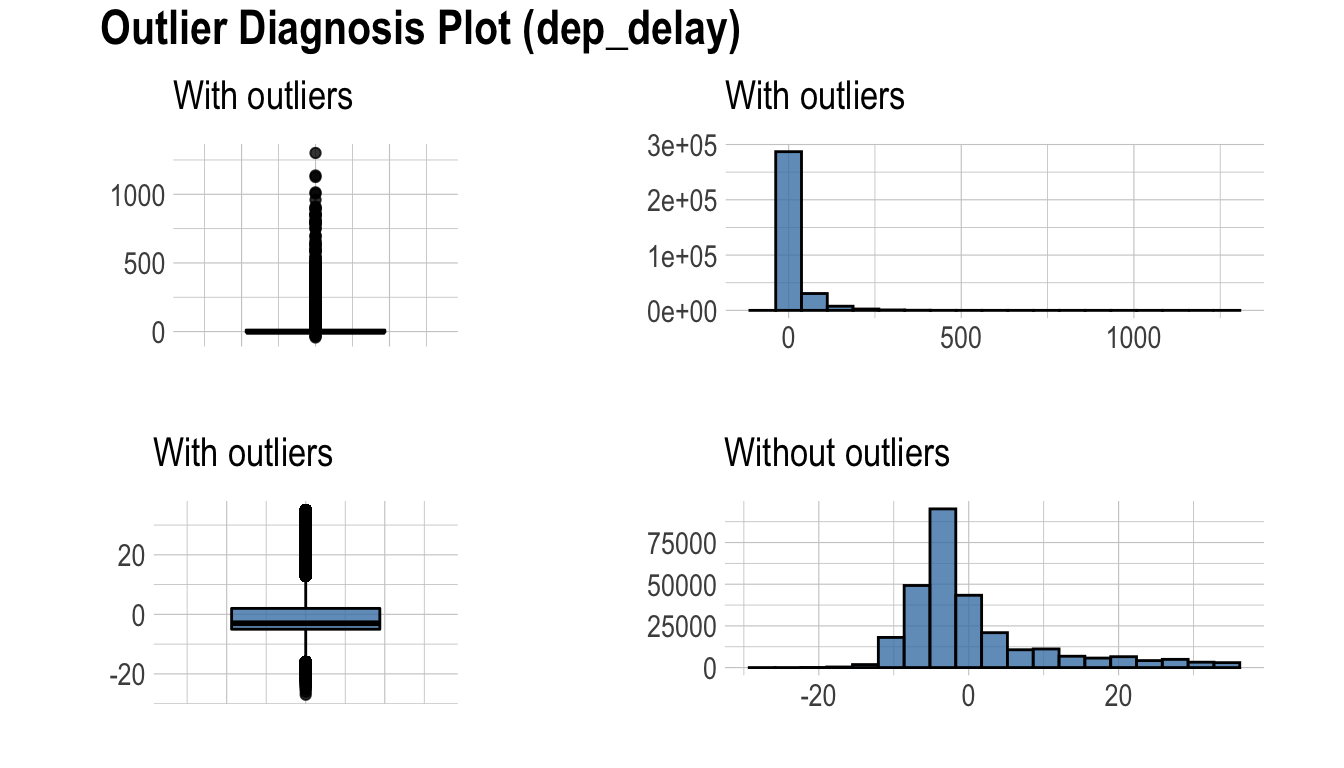 Outlier Diagnosis Plot (dep_delay)
With outliers
1000
500
0
With outliers
3e+05
2e+05
1e+05
0e+00
0 500 1000
With outliers
20
0
-20
Without outliers
75000
50000
25000
0
-20 0 20